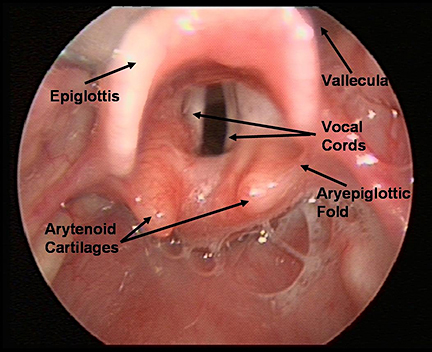 Epiglottis
Vallecula
Vocal
Cords
Aryepiglottic
Fold
Arytenoid
Cartilages